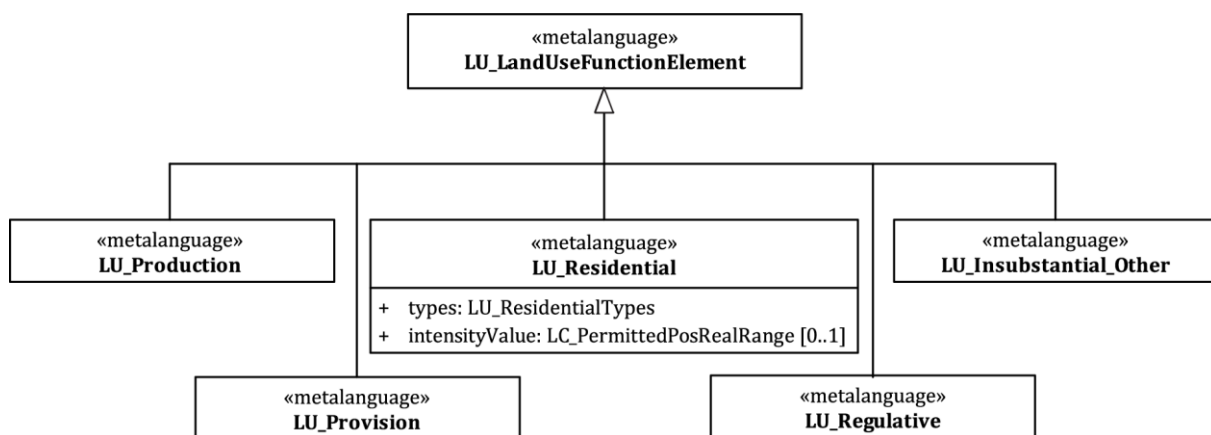 «metalanguage»
LU_LandUseFunctionElement
«metalanguage»
LU_Production
«metalanguage»
LU_Residential
+ types: LU_ResidentialTypes
+ intensityValue: LC_PermittedPosRealRange [0..1]
«metalanguage»
LU_Insubstantial_Other
«metalanguage»
LU_Provision
«metalanguage»
LU_Regulative